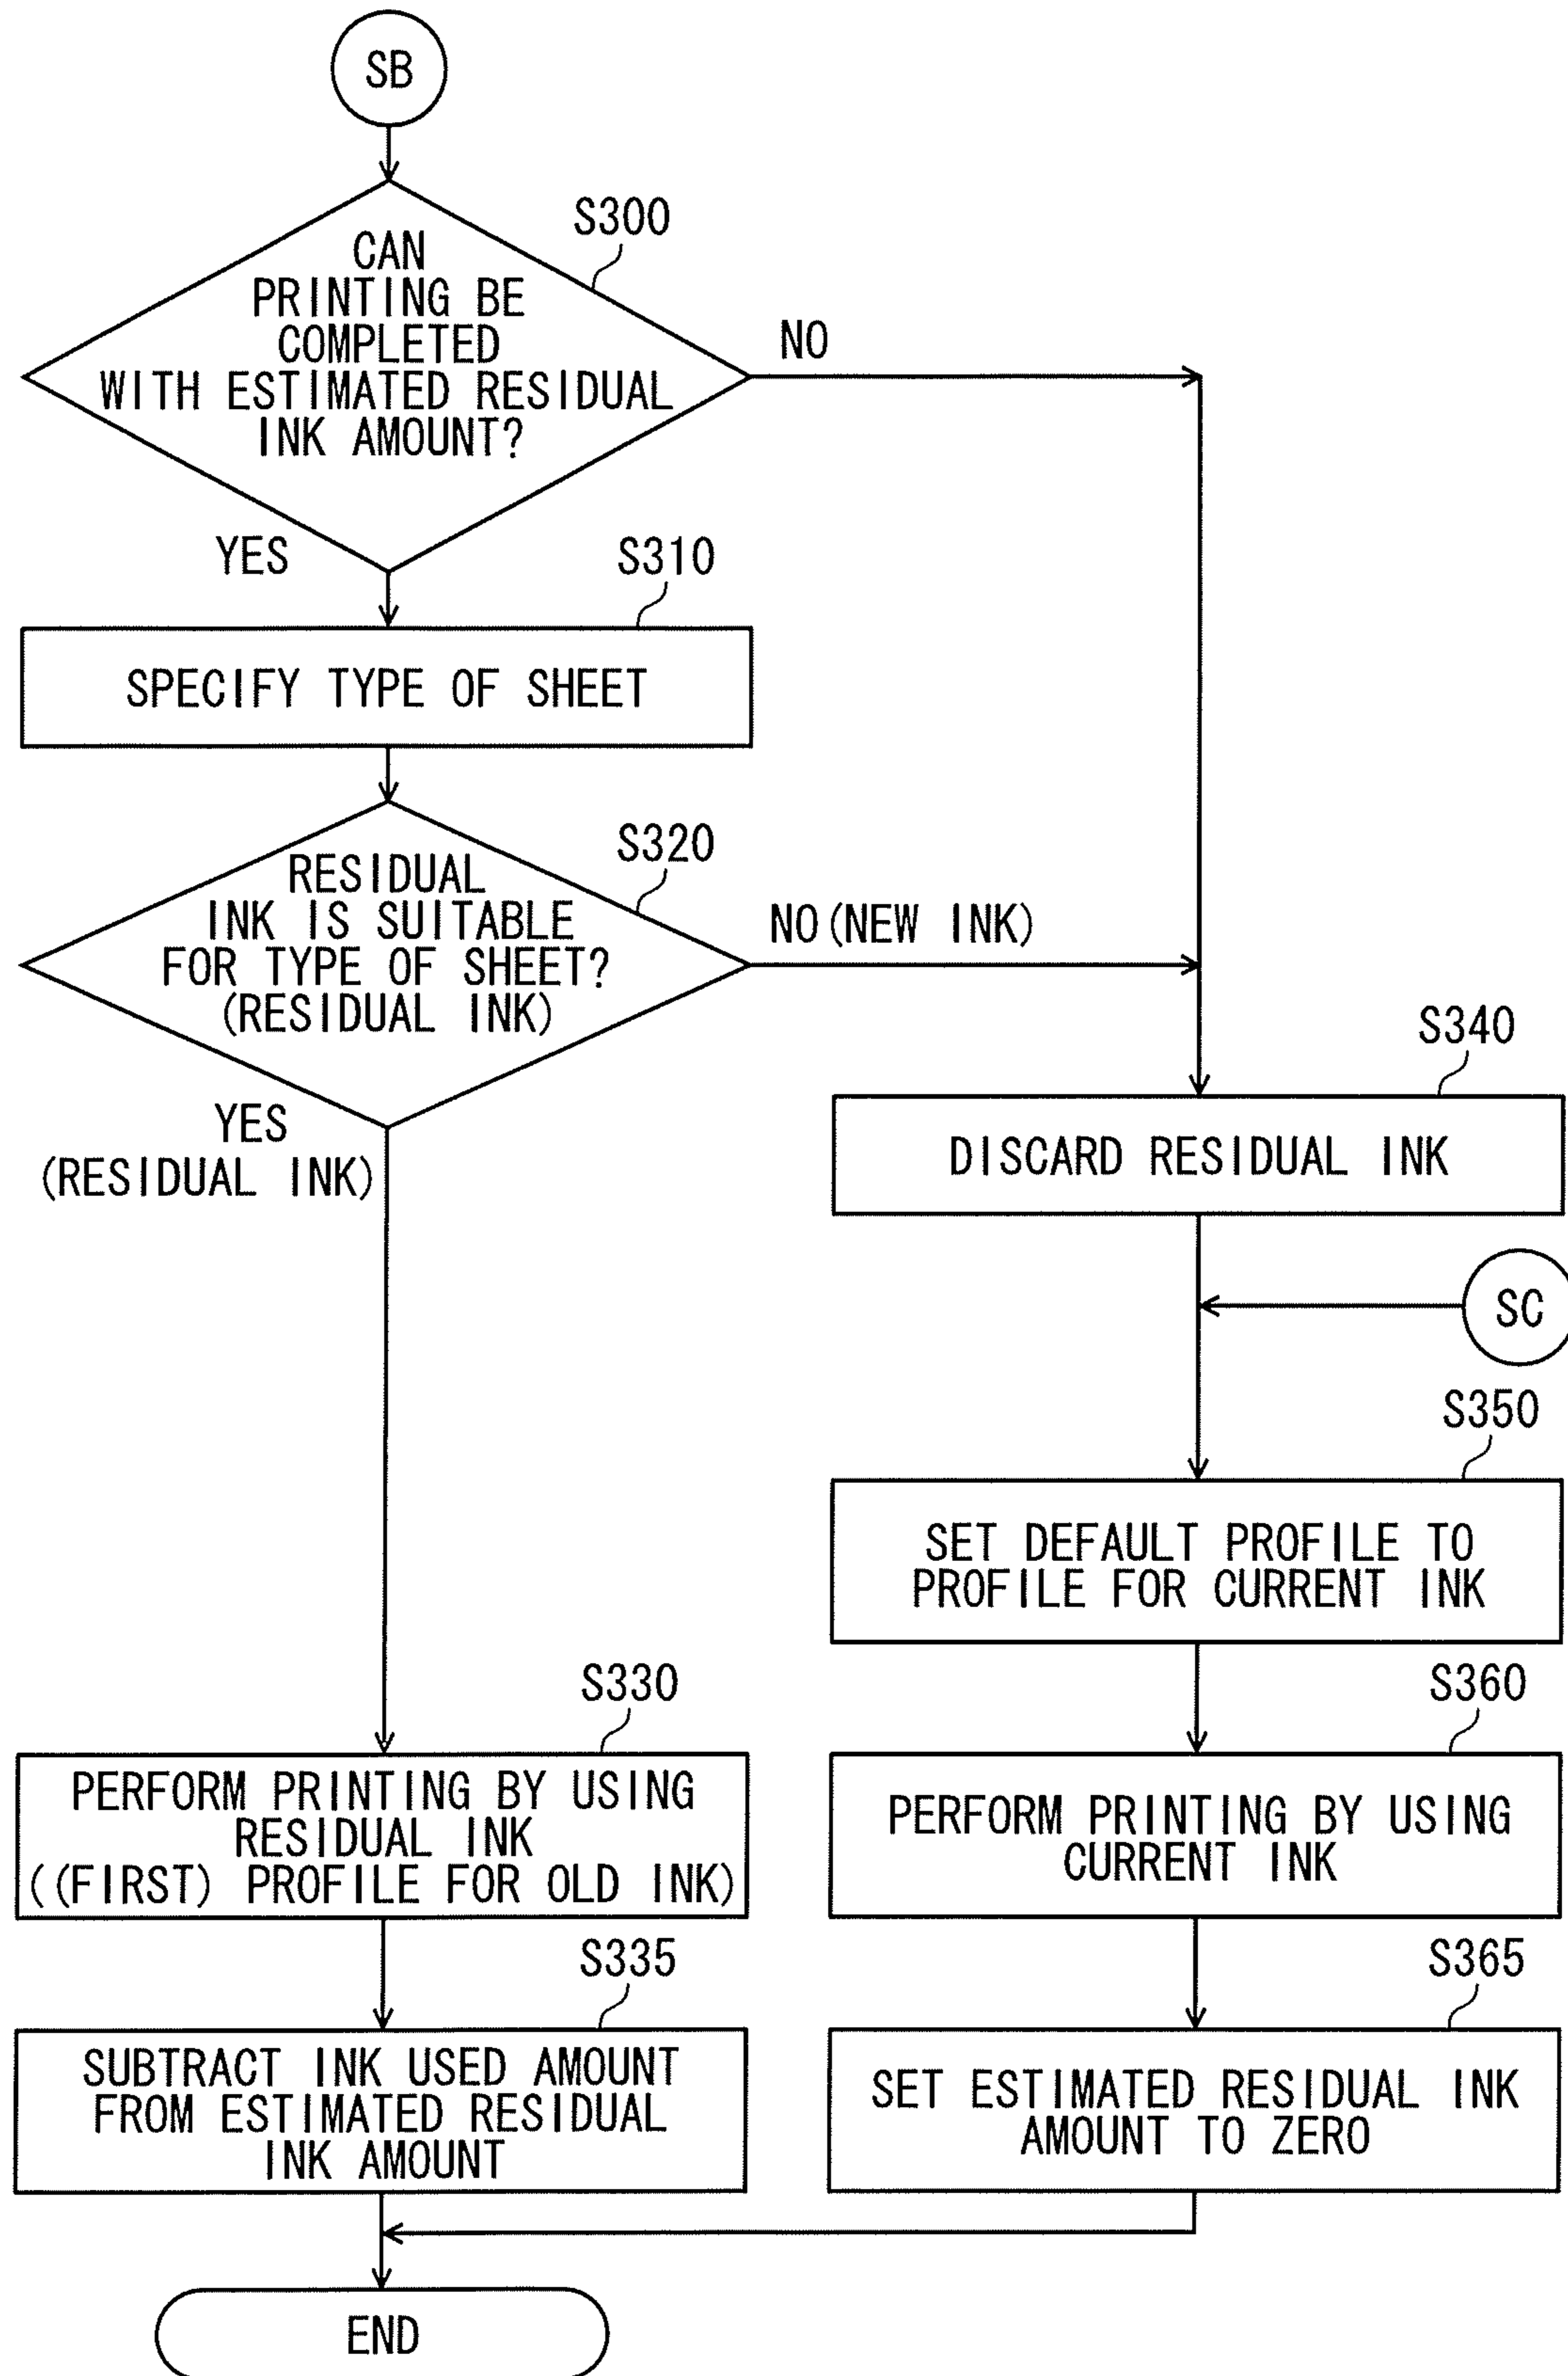 SB
S300
CAN
PRINTING BE
COMPLETED
WITH ESTIMATED RESIDUAL
INK AMOUNT?
NO
YES
S310
SPECIFY TYPE OF SHEET
S320
RESIDUAL
INK IS SUITABLE
FOR TYPE OF SHEET?
(RESIDUAL INK)
NO(NEW INK)
YES
(RESIDUAL INK)
S340
DISCARD RESIDUAL INK
SC
S350
SET DEFAULT PROFILE TO
PROFILE FOR CURRENT INK
S330
PERFORM PRINTING BY USING
RESIDUAL INK
((FIRST) PROFILE FOR OLD INK)
S360
PERFORM PRINTING BY USING
CURRENT INK
S335
SUBTRACT INK USED AMOUNT
FROM ESTIMATED RESIDUAL
INK AMOUNT
S365
SET ESTIMATED RESIDUAL INK
AMOUNT TO ZERO
END